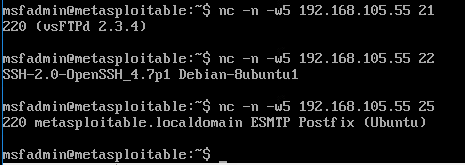 msfadmin@metasploitable:~$ nc -n -w5 192.168.105.55 21
220 (vsFTPd 2.3.4)
msfadmin@metasploitable:~$ nc -n -w5 192.168.105.55 22
SSH-2.0-OpenSSH_4.7p1 Debian-8ubuntu1
msfadmin@metasploitable:~$ nc -n -w5 192.168.105.55 25
220 metasploitable.localdomain ESMTP Postfix (Ubuntu)
msfadmin@metasploitable:~$